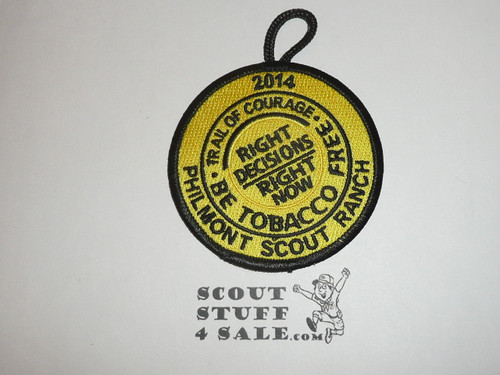 2014
PHILMONT SCOUT RANCH
• TRAIL OF COURAGE •
BE TOBACCO FREE
RIGHT
DECISIONS
RIGHT
NOW
SCOUT
STUFF
4 SALE.COM